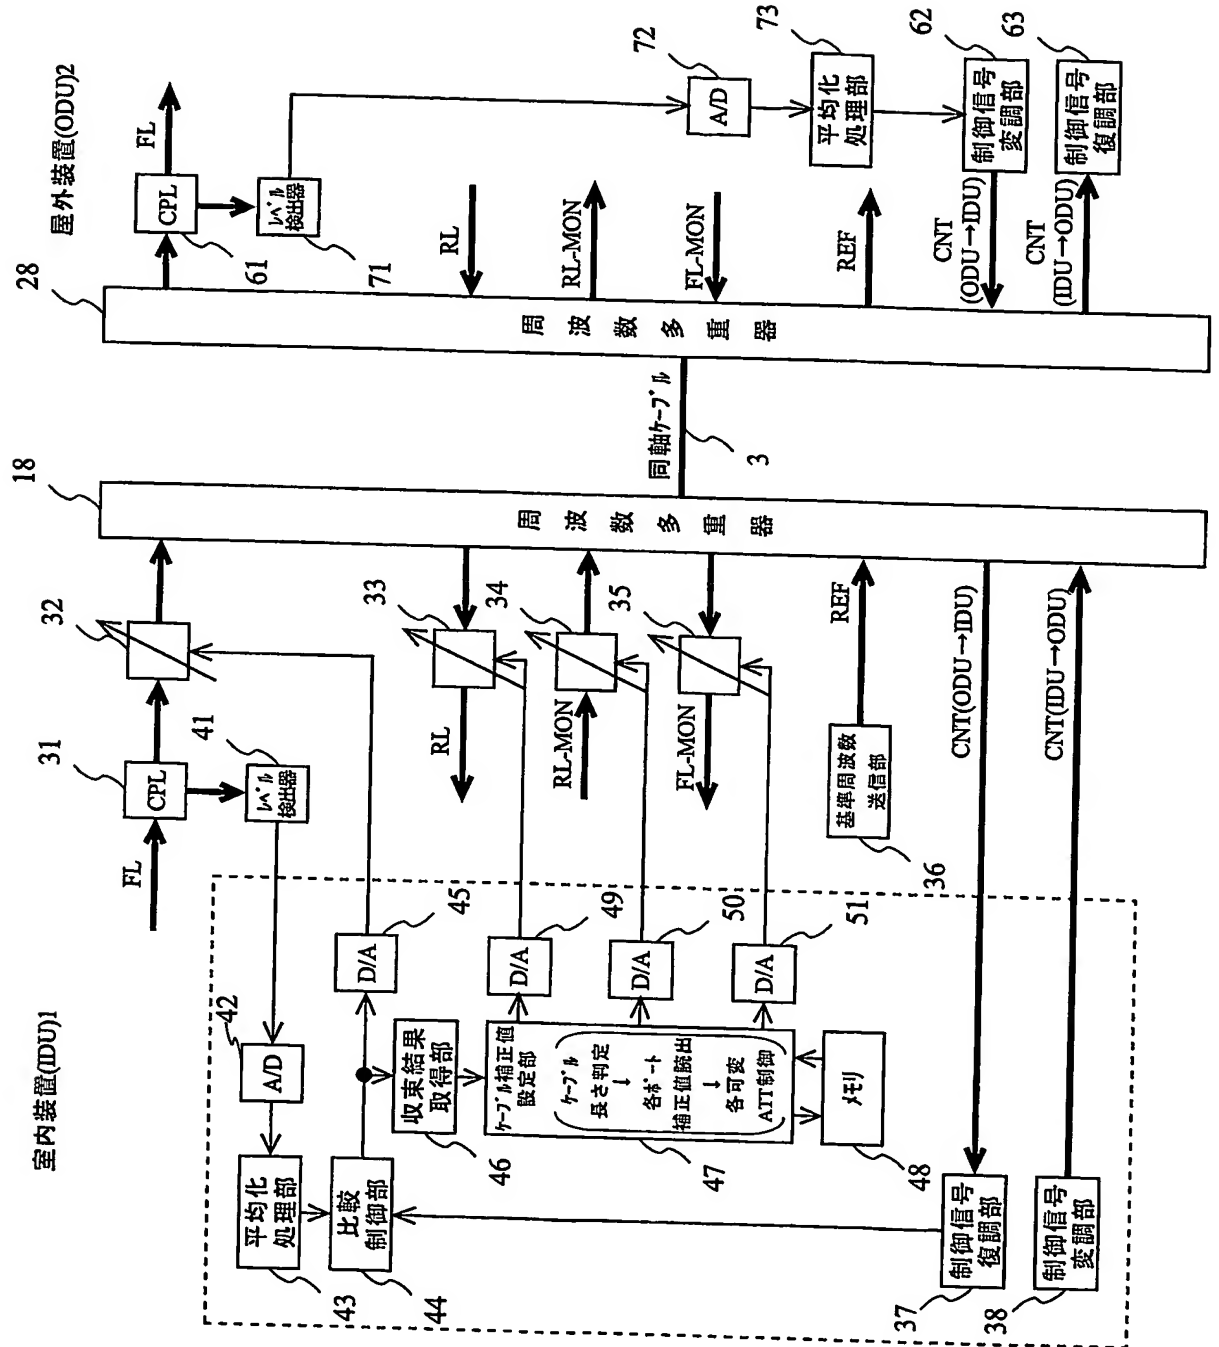 室内装置(IDU)1
屋外装置(ODU)2
FL
31
CPL
32
18
28
CPL
FL
61
41
レベル
検出器
レベル
検出器
71
42
A/D
72
A/D
43
平均化
処理部
73
平均化
処理部
44
比較
制御部
45
D/A
46
収束結果
取得部
47
ケーブル補正値
設定部
ケーブル
長さ判定
↓
各ポート
補正値読出
↓
各可変
ATT制御
48
メモリ
49
D/A
50
D/A
51
D/A
33
RL
34
RL-MON
35
FL-MON
周波数多重器
同軸ケーブル
3
周波数多重器
RL
RL-MON
FL-MON
REF
36
基準周波数
送信部
REF
37
制御信号
復調部
CNT(ODU→IDU)
38
制御信号
変調部
CNT(IDU→ODU)
CNT
(ODU→IDU)
62
制御信号
変調部
CNT
(IDU→ODU)
63
制御信号
復調部